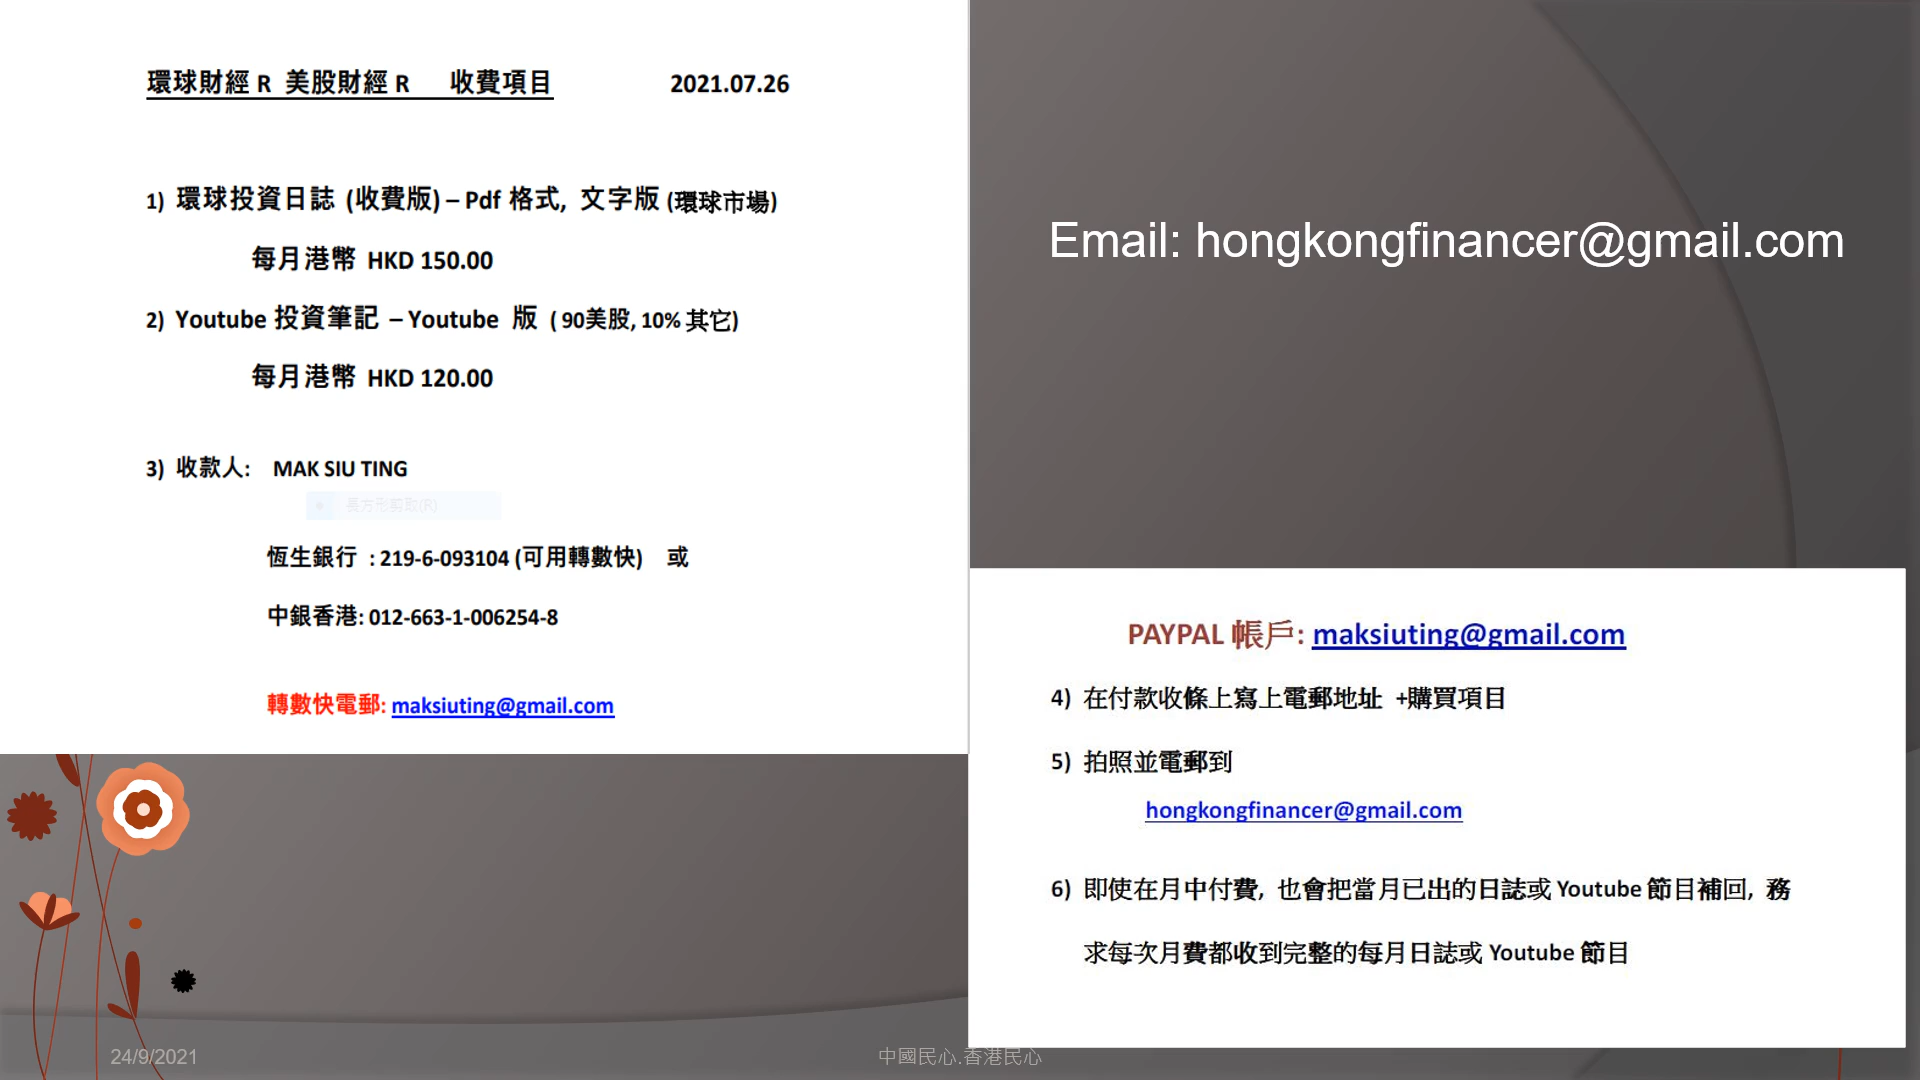 環球財經 R 美股財經 R 收費項目 2021.07.26
1) 環球投資日誌 (收費版) – Pdf 格式, 文字版 (環球市場)
每月港幣 HKD 150.00
2) Youtube 投資筆記 – Youtube 版 ( 90美股, 10% 其它)
每月港幣 HKD 120.00
3) 收款人: MAK SIU TING
長方形剪取(R)
恆生銀行 : 219-6-093104 (可用轉數快) 或
中銀香港: 012-663-1-006254-8
轉數快電郵: maksiuting@gmail.com
Email: hongkongfinancer@gmail.com
PAYPAL 帳戶: maksiuting@gmail.com
4) 在付款收條上寫上電郵地址 +購買項目
5) 拍照並電郵到
hongkongfinancer@gmail.com
6) 即使在月中付費, 也會把當月已出的日誌或 Youtube 節目補回, 務
求每次月費都收到完整的每月日誌或 Youtube 節目
24/9/2021
中國民心.香港民心